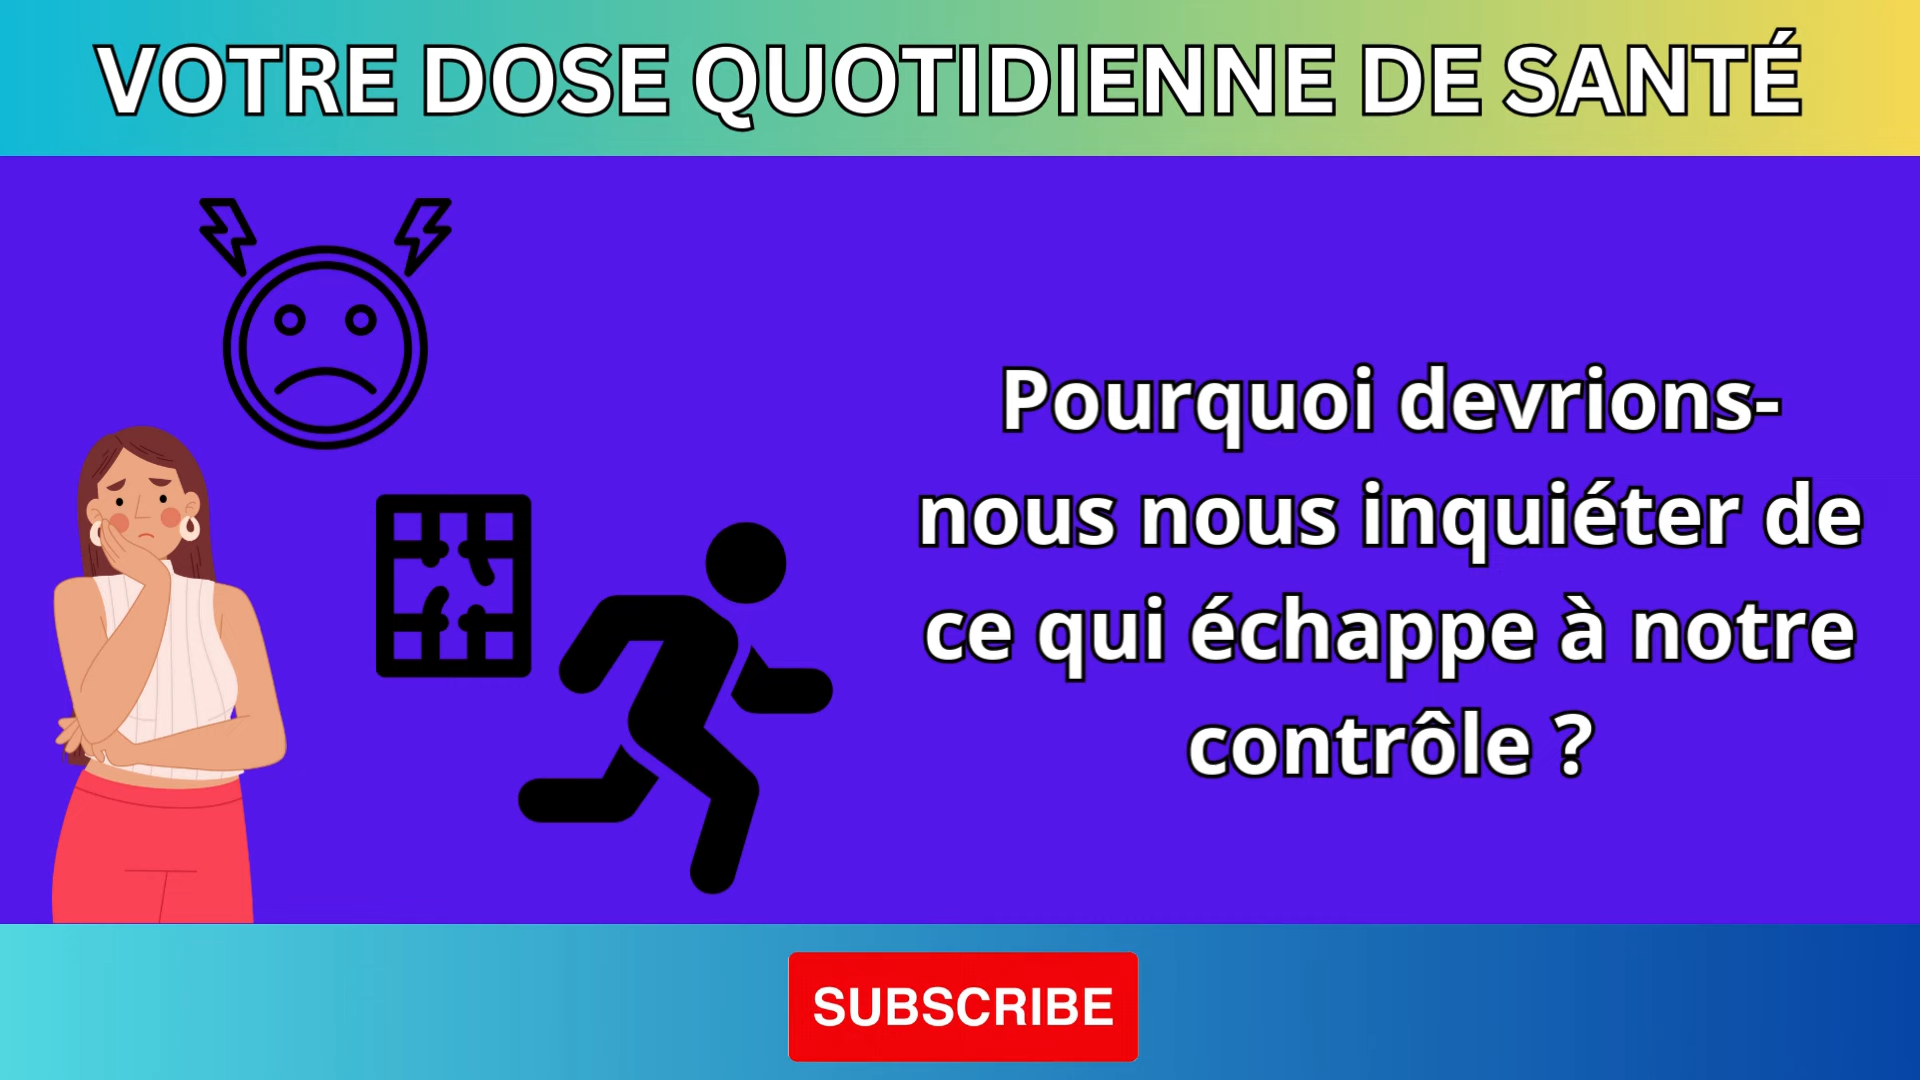 VOTRE DOSE QUOTIDIENNE DE SANTÉ
Pourquoi devrions-
nous nous inquiéter de
ce qui échappe à notre
contrôle ?
SUBSCRIBE